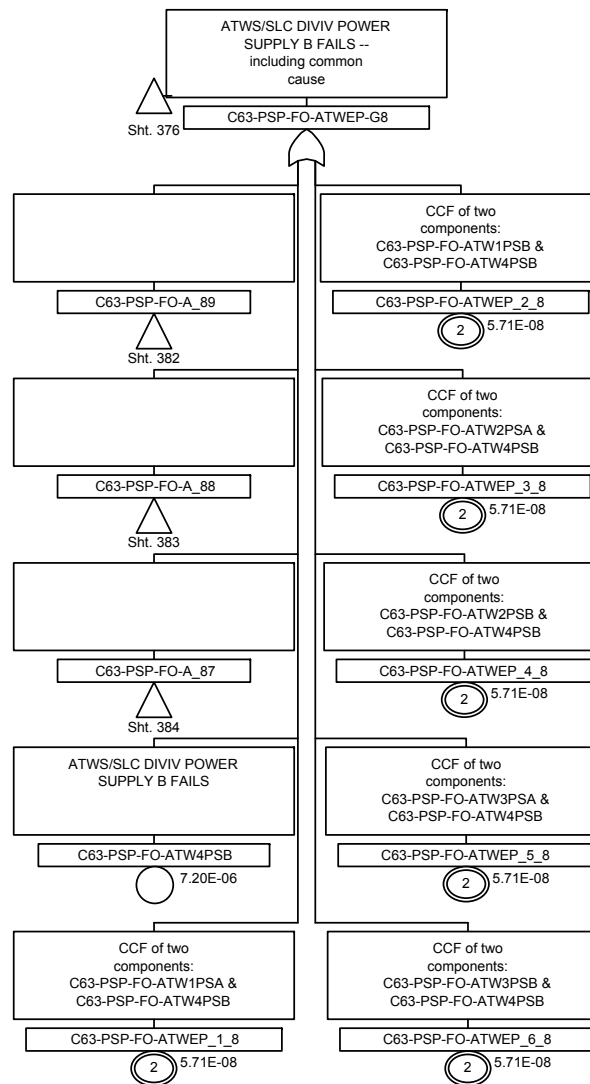 ATWS/SLC DIVIV POWER
SUPPLY B FAILS --
including common
cause
Sht. 376
C63-PSP-FO-ATWEP-G8
C63-PSP-FO-A_89
Sht. 382
CCF of two
components:
C63-PSP-FO-ATW1PSB &
C63-PSP-FO-ATW4PSB
C63-PSP-FO-ATWEP_2_8
2
5.71E-08
C63-PSP-FO-A_88
Sht. 383
CCF of two
components:
C63-PSP-FO-ATW2PSA &
C63-PSP-FO-ATW4PSB
C63-PSP-FO-ATWEP_3_8
2
5.71E-08
C63-PSP-FO-A_87
Sht. 384
CCF of two
components:
C63-PSP-FO-ATW2PSB &
C63-PSP-FO-ATW4PSB
C63-PSP-FO-ATWEP_4_8
2
5.71E-08
ATWS/SLC DIVIV POWER
SUPPLY B FAILS
C63-PSP-FO-ATW4PSB
7.20E-06
CCF of two
components:
C63-PSP-FO-ATW3PSA &
C63-PSP-FO-ATW4PSB
C63-PSP-FO-ATWEP_5_8
2
5.71E-08
CCF of two
components:
C63-PSP-FO-ATW1PSA &
C63-PSP-FO-ATW4PSB
C63-PSP-FO-ATWEP_1_8
2
5.71E-08
CCF of two
components:
C63-PSP-FO-ATW3PSB &
C63-PSP-FO-ATW4PSB
C63-PSP-FO-ATWEP_6_8
2
5.71E-08